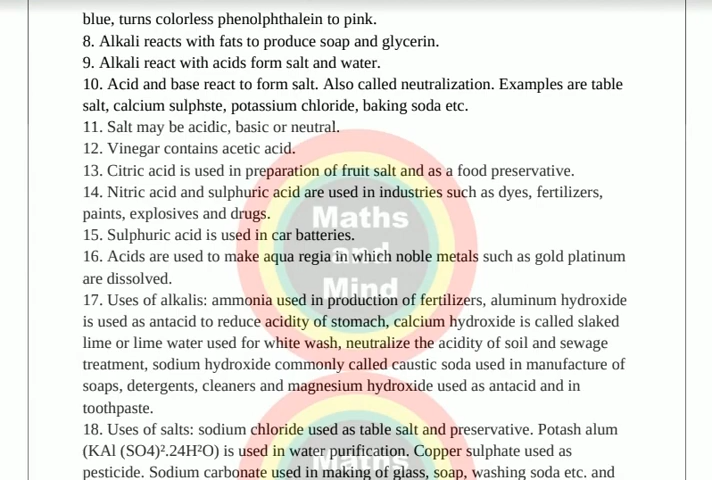 blue, turns colorless phenolphthalein to pink.
8. Alkali reacts with fats to produce soap and glycerin.
9. Alkali react with acids form salt and water.
10. Acid and base react to form salt. Also called neutralization. Examples are table
salt, calcium sulphste, potassium chloride, baking soda etc.
11. Salt may be acidic, basic or neutral.
12. Vinegar contains acetic acid.
13. Citric acid is used in preparation of fruit salt and as a food preservative.
14. Nitric acid and sulphuric acid are used in industries such as dyes, fertilizers,
paints, explosives and drugs.
15. Sulphuric acid is used in car batteries.
16. Acids are used to make aqua regia in which noble metals such as gold platinum
are dissolved.
17. Uses of alkalis: ammonia used in production of fertilizers, aluminum hydroxide
is used as antacid to reduce acidity of stomach, calcium hydroxide is called slaked
lime or lime water used for white wash, neutralize the acidity of soil and sewage
treatment, sodium hydroxide commonly called caustic soda used in manufacture of
soaps, detergents, cleaners and magnesium hydroxide used as antacid and in
toothpaste.
18. Uses of salts: sodium chloride used as table salt and preservative. Potash alum
(KAl (SO4)².24H²O) is used in water purification. Copper sulphate used as
pesticide. Sodium carbonate used in making of glass, soap, washing soda etc. and
Maths
and
Mind
Maths